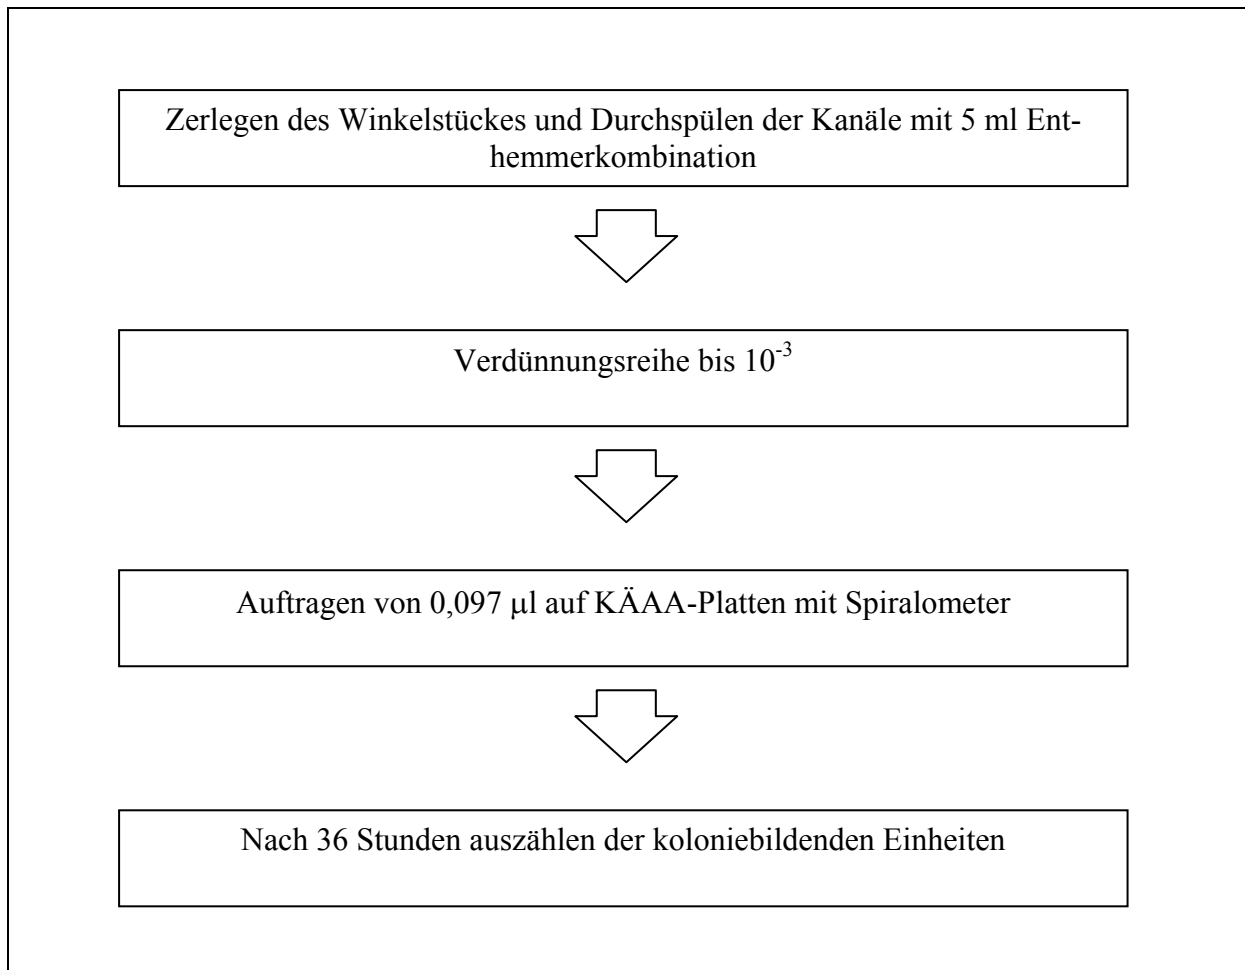 Zerlegen des Winkelstückes und Durchspülen der Kanäle mit 5 ml Ent-
hemmerkombination
Verdünnungsreihe bis 10⁻³
Auftragen von 0,097 µl auf KÄAA-Platten mit Spiralometer
Nach 36 Stunden auszählen der koloniebildenden Einheiten